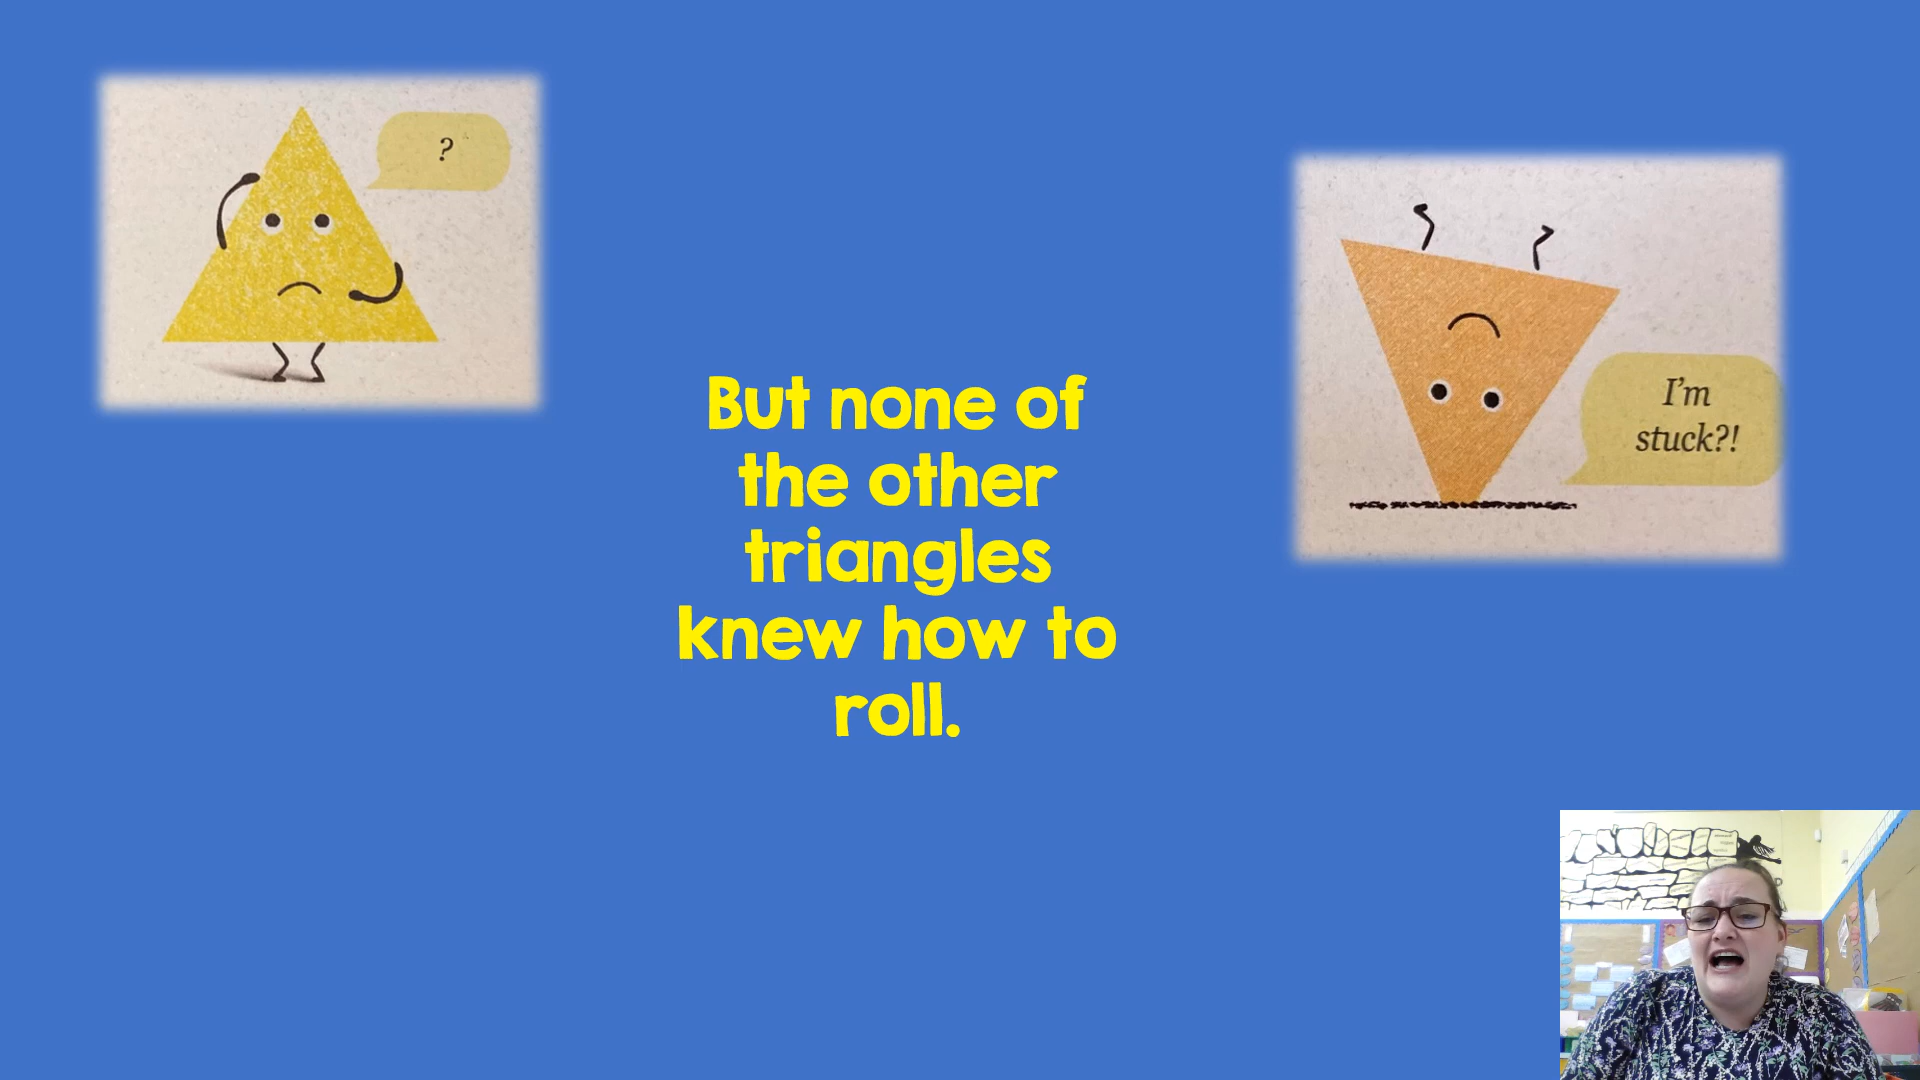 ?
I'm
stuck?!
But none of
the other
triangles
knew how to
roll.